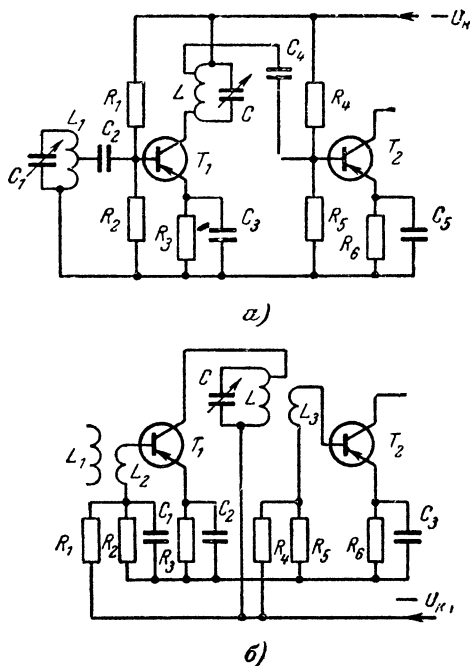 – Uк
C₄
R₁
L
C
R₄
L₁
C₂
C₁
T₁
T₂
R₂
R₃
C₃
R₅
R₆
C₅
а)
C
L
L₃
T₁
T₂
L₁
L₂
R₁
R₂
C₁
R₃
C₂
R₄
R₅
R₆
C₃
– Uк,
б)